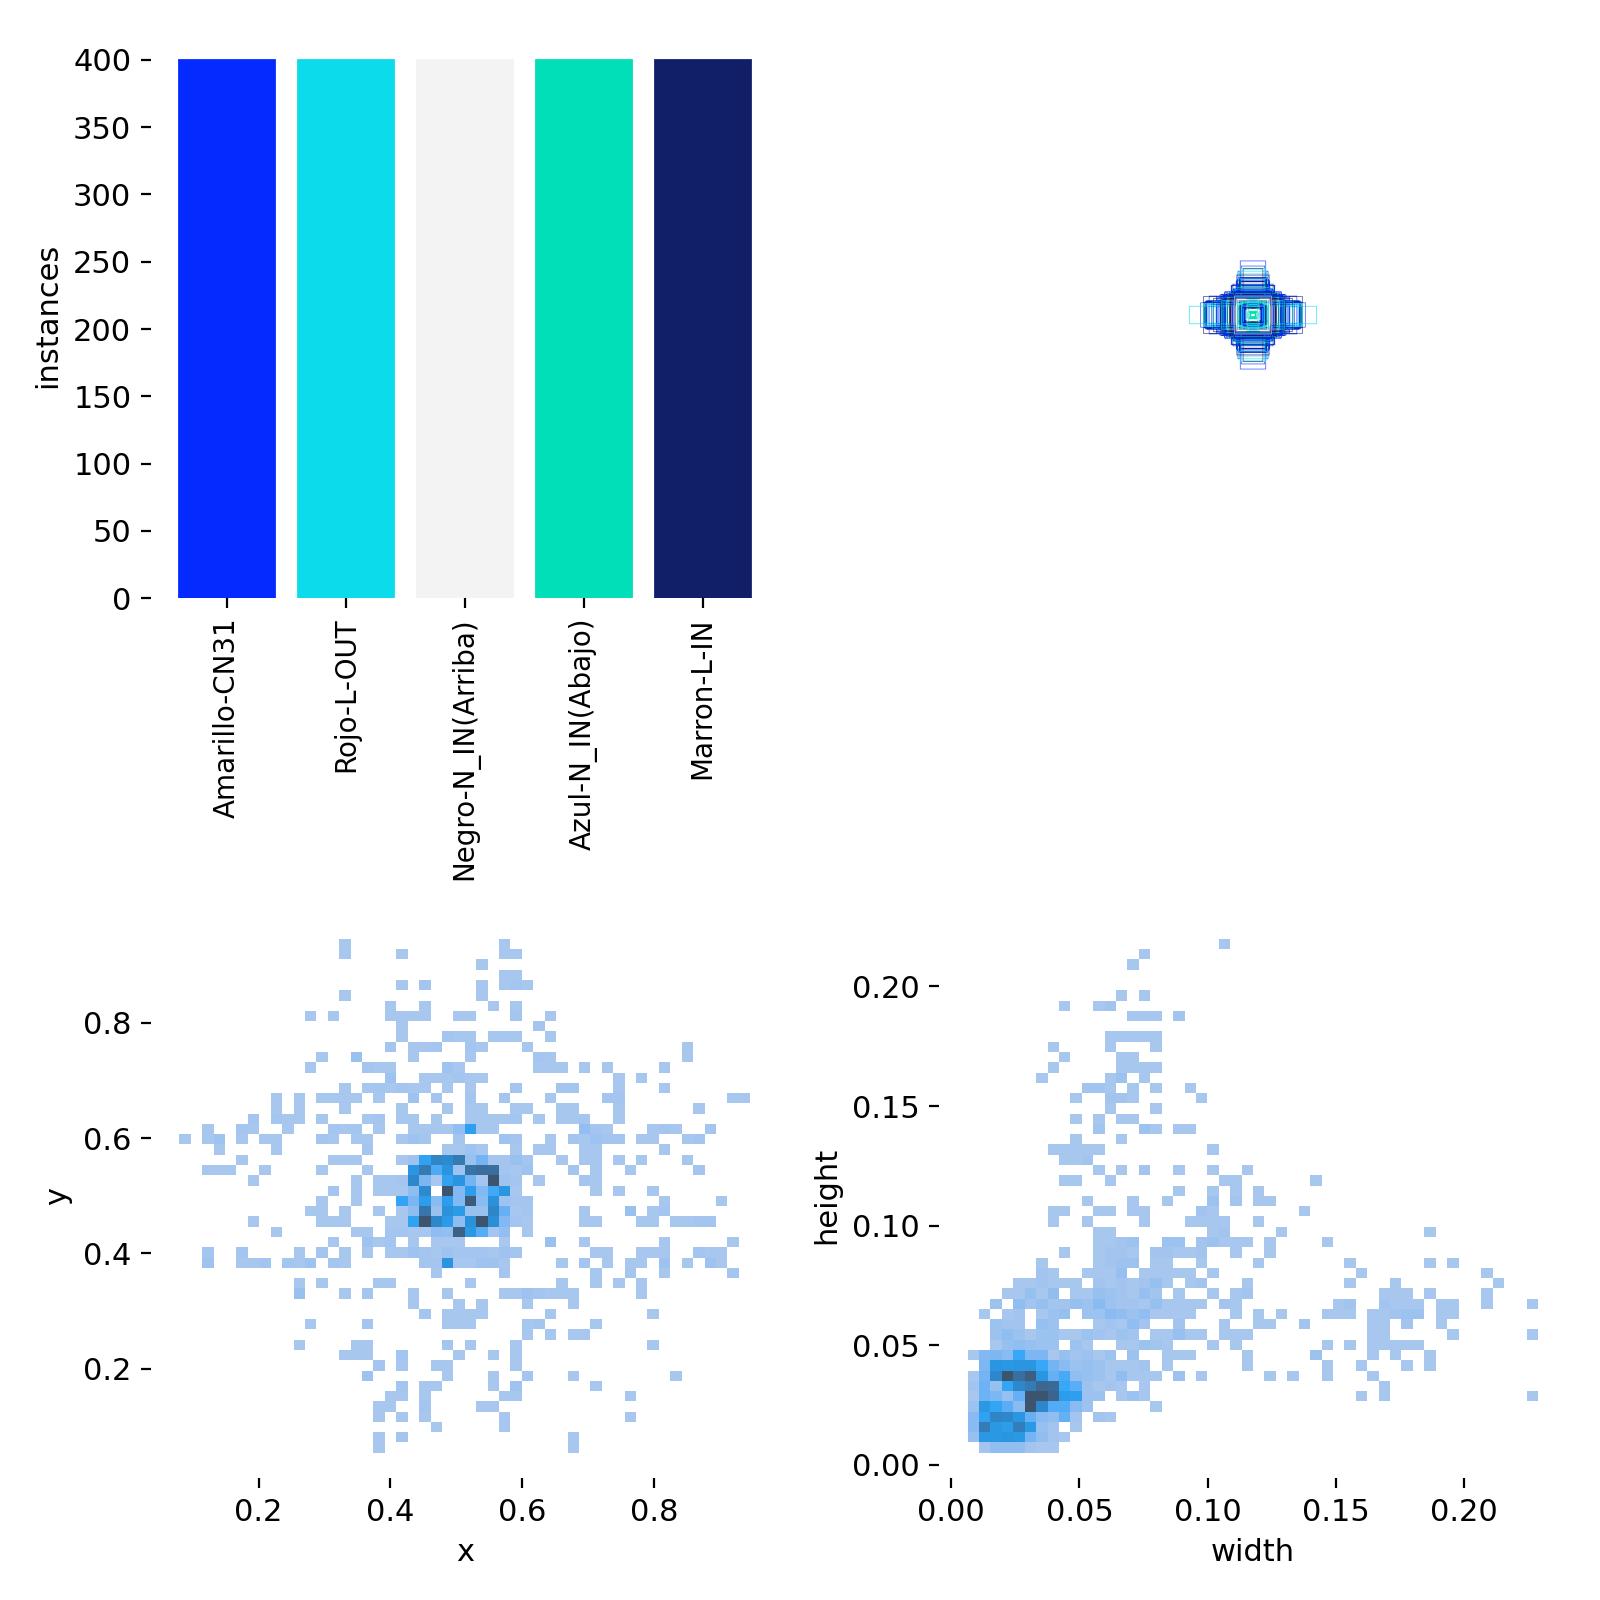 400
350
300
250
200
150
100
50
0
instances
Amarillo-CN31
Rojo-L-OUT
Negro-N_IN(Arriba)
Azul-N_IN(Abajo)
Marron-L-IN
0.8
0.6
0.4
0.2
y
0.2 0.4 0.6 0.8
x
0.20
0.15
0.10
0.05
0.00
height
0.00 0.05 0.10 0.15 0.20
width